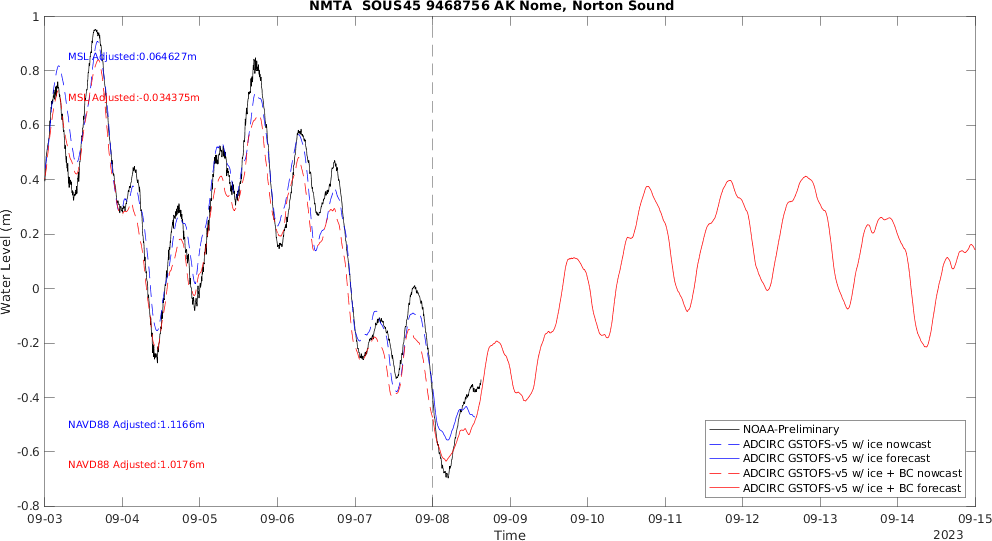 NMTA  SOUS45 9468756 AK Nome, Norton Sound
1
0.8
0.6
0.4
0.2
0
-0.2
-0.4
-0.6
-0.8
Water Level (m)
MSL Adjusted:0.064627m
MSL Adjusted:-0.034375m
NAVD88 Adjusted:1.1166m
NAVD88 Adjusted:1.0176m
NOAA-Preliminary
ADCIRC GSTOFS-v5 w/ ice nowcast
ADCIRC GSTOFS-v5 w/ ice forecast
ADCIRC GSTOFS-v5 w/ ice + BC nowcast
ADCIRC GSTOFS-v5 w/ ice + BC forecast
09-03 09-04 09-05 09-06 09-07 09-08 09-09 09-10 09-11 09-12 09-13 09-14 09-15
Time
2023